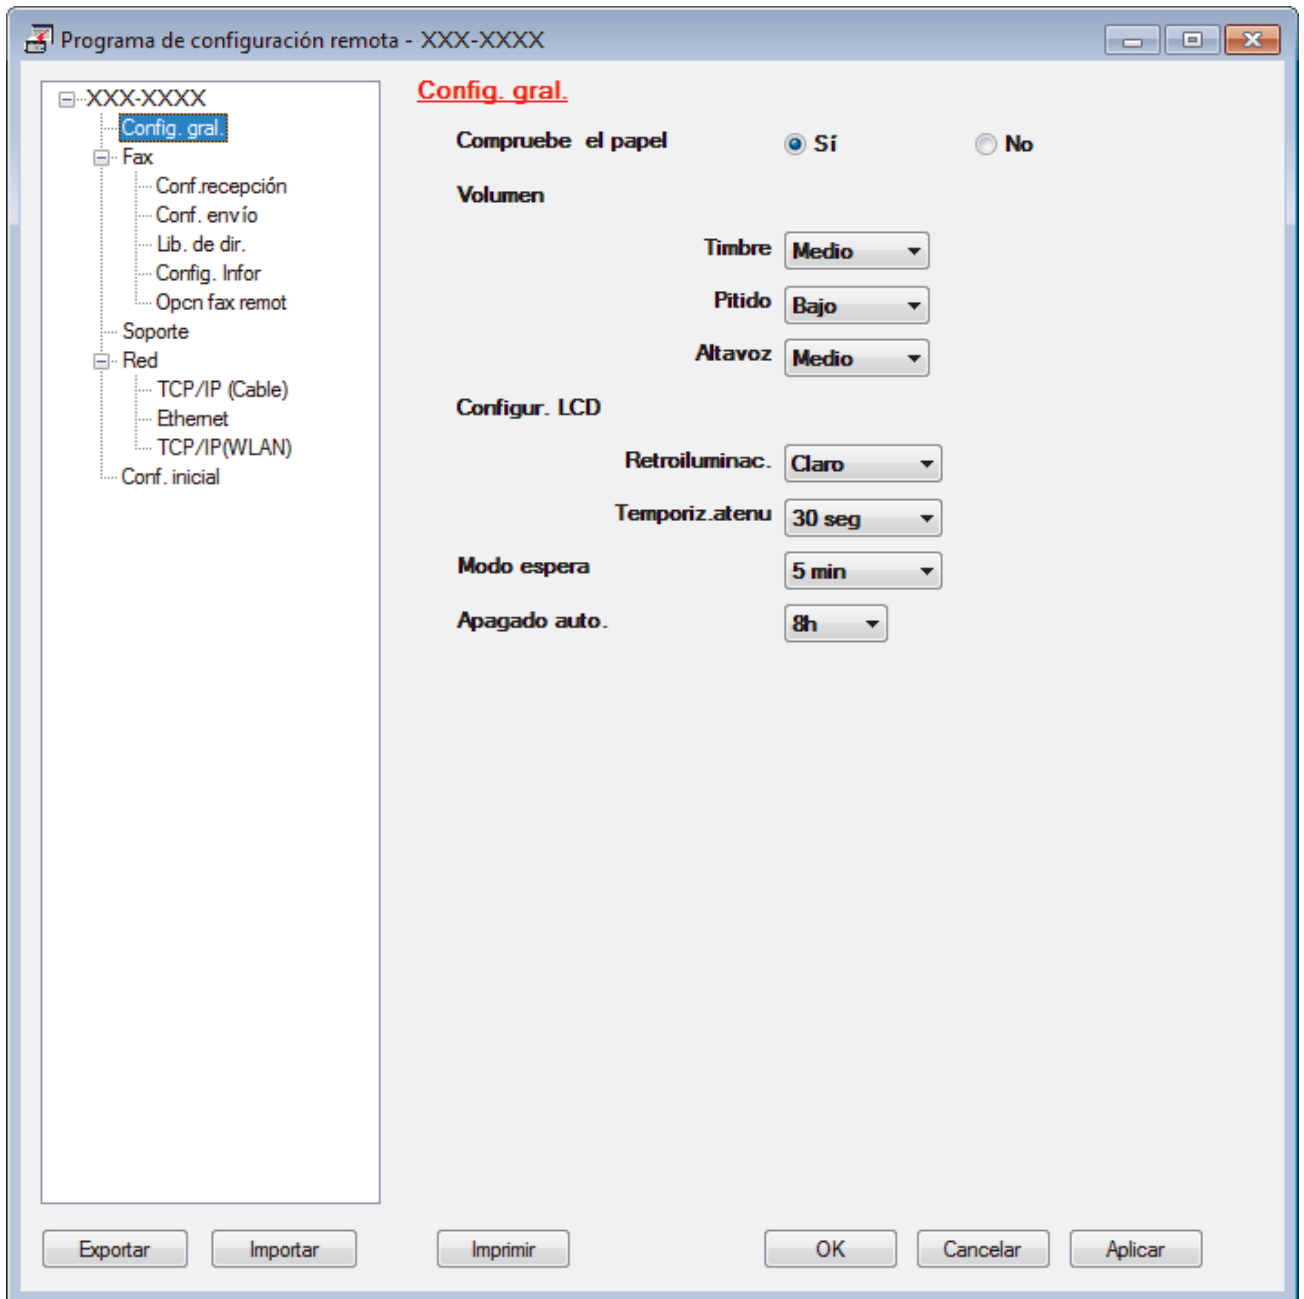 Programa de configuración remota - XXX-XXXX
XXX-XXXX
Config. gral.
Fax
Conf.recepción
Conf. envío
Lib. de dir.
Config. Infor
Opcn fax remot
Soporte
Red
TCP/IP (Cable)
Ethernet
TCP/IP(WLAN)
Conf. inicial
Config. gral.
Compruebe el papel Sí No
Volumen
Timbre Medio
Pitido Bajo
Altavoz Medio
Configur. LCD
Retroiluminac. Claro
Temporiz.atenu 30 seg
Modo espera 5 min
Apagado auto. 8h
Exportar Importar Imprimir OK Cancelar Aplicar